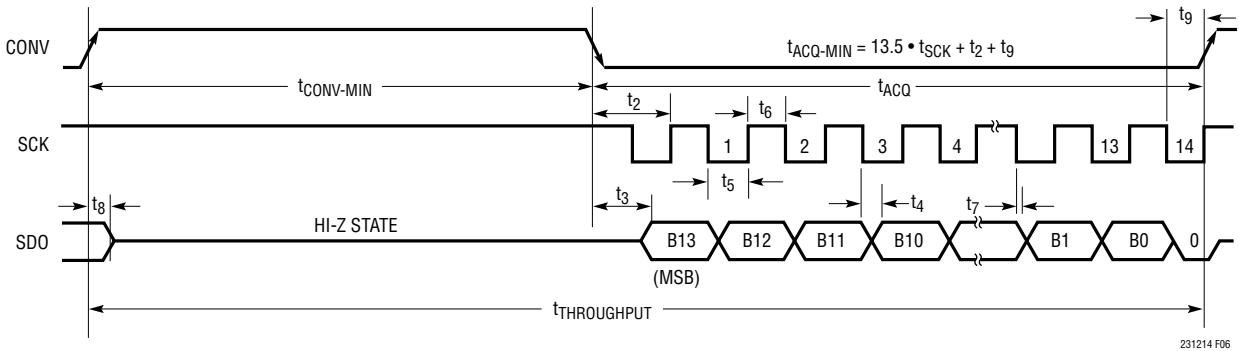 t9
CONV
tACQ-MIN = 13.5 • tSCK + t2 + t9
tCONV-MIN
tACQ
t2
t6
SCK
1
2
3
4
13
14
t5
t8
t3
t4
t7
SDO
HI-Z STATE
B13
B12
B11
B10
B1
B0
0
(MSB)
tTHROUGHPUT
231214 F06